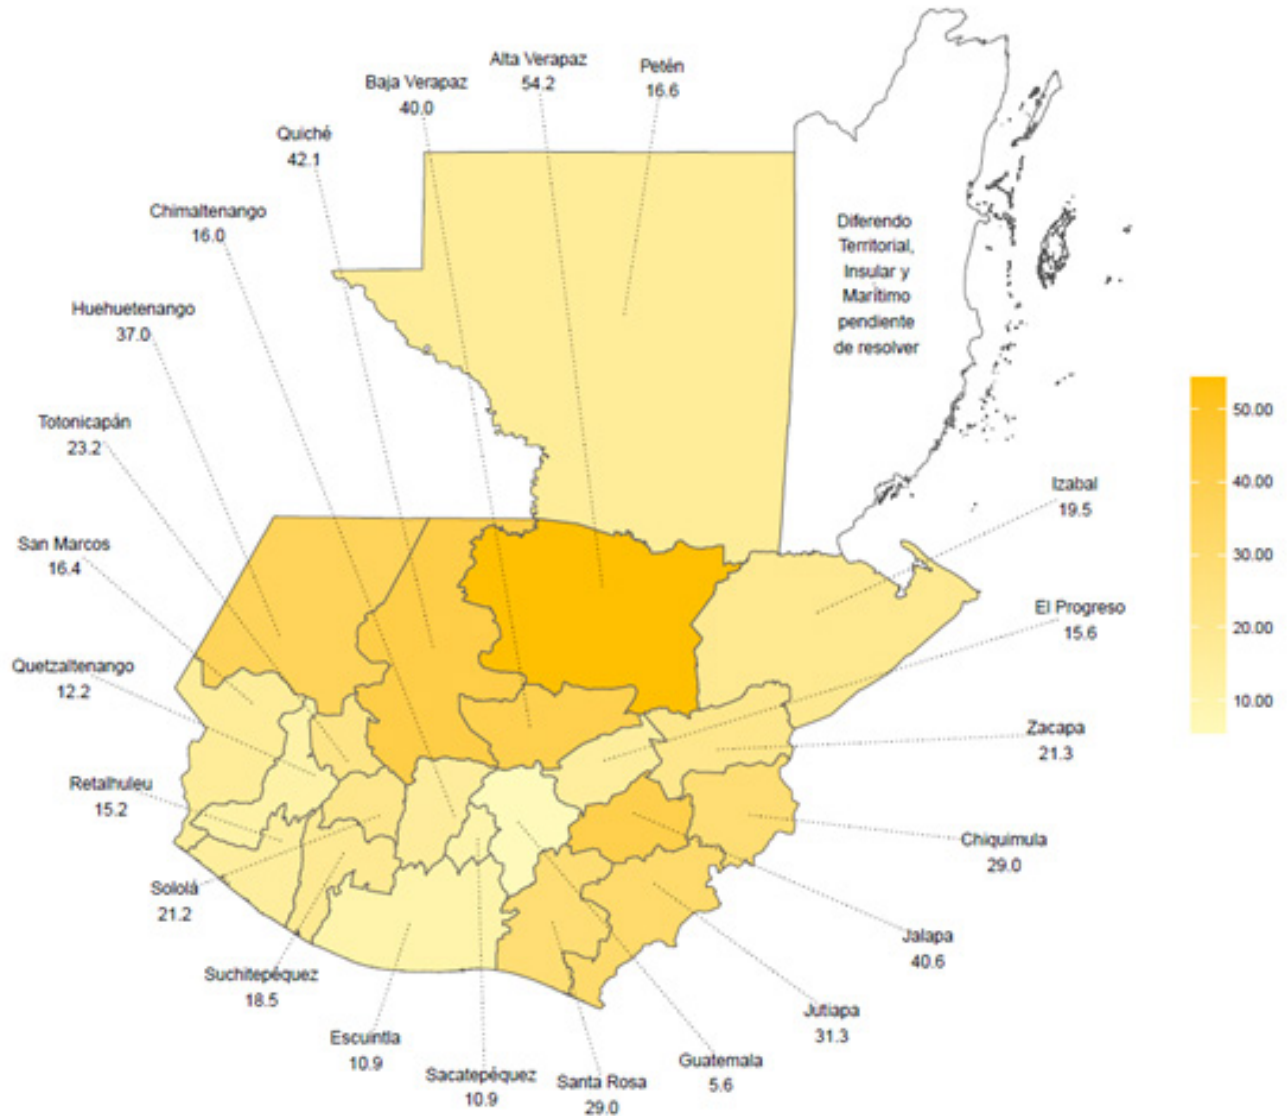 Alta Verapaz
54.2
Petén
16.6
Baja Verapaz
40.0
Quiché
42.1
Chimaltenango
16.0
Huehuetenango
37.0
Totonicapán
23.2
San Marcos
16.4
Quetzaltenango
12.2
Retalhuleu
15.2
Sololá
21.2
Suchitepéquez
18.5
Escuintla
10.9
Sacatepéquez
10.9
Santa Rosa
29.0
Guatemala
5.6
Jutiapa
31.3
Jalapa
40.6
Chiquimula
29.0
Zacapa
21.3
El Progreso
15.6
Izabal
19.5
Diferendo
Territorial,
Insular y
Marítimo
pendiente
de resolver
50.00
40.00
30.00
20.00
10.00